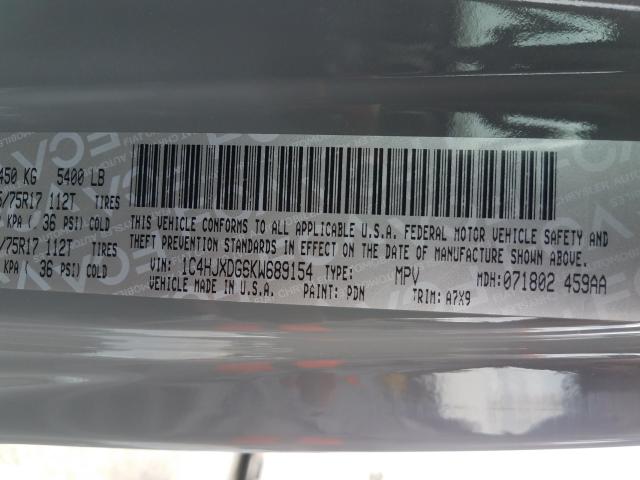 450 KG 5400 LB
/75R17 112T TIRES
KPA ( 36 PSI) COLD
/75R17 112T TIRES
KPA ( 36 PSI) COLD
THIS VEHICLE CONFORMS TO ALL APPLICABLE U.S.A. FEDERAL MOTOR VEHICLE SAFETY AND
THEFT PREVENTION STANDARDS IN EFFECT ON THE DATE OF MANUFACTURE SHOWN ABOVE.
VIN: 1C4HJXDG6KW689154 TYPE: MPV MDH: 071802 459AA
VEHICLE MADE IN U.S.A. PAINT: PDN TRIM: A7X9